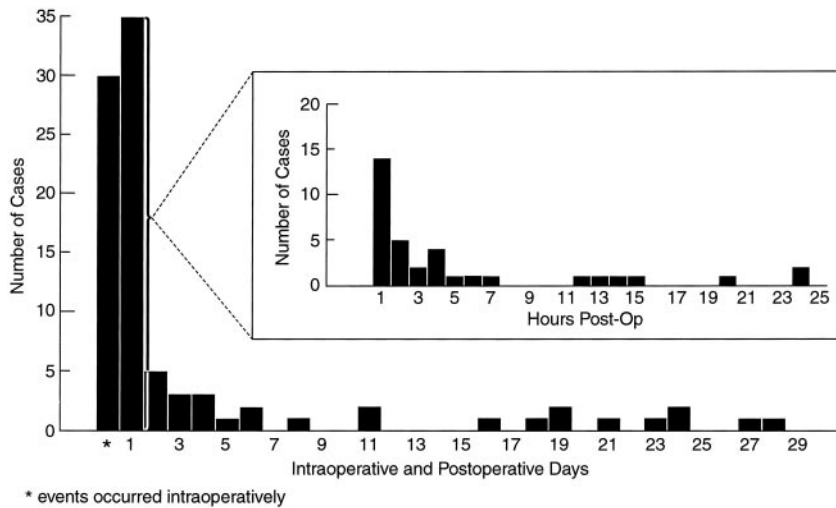 35
30
25
20
15
10
5
0
Number of Cases
* 1 3 5 7 9 11 13 15 17 19 21 23 25 27 29
Intraoperative and Postoperative Days
20
15
10
5
0
Number of Cases
1 3 5 7 9 11 13 15 17 19 21 23 25
Hours Post-Op
* events occurred intraoperatively